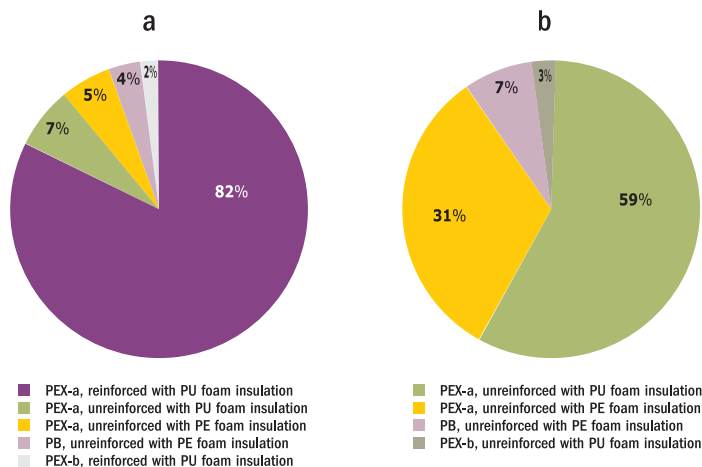 a
b
2%
4%
5%
7%
82%
3%
7%
31%
59%
PEX-a, reinforced with PU foam insulation
PEX-a, unreinforced with PU foam insulation
PEX-a, unreinforced with PE foam insulation
PB, unreinforced with PE foam insulation
PEX-b, reinforced with PU foam insulation
PEX-a, unreinforced with PU foam insulation
PEX-a, unreinforced with PE foam insulation
PB, unreinforced with PE foam insulation
PEX-b, unreinforced with PU foam insulation